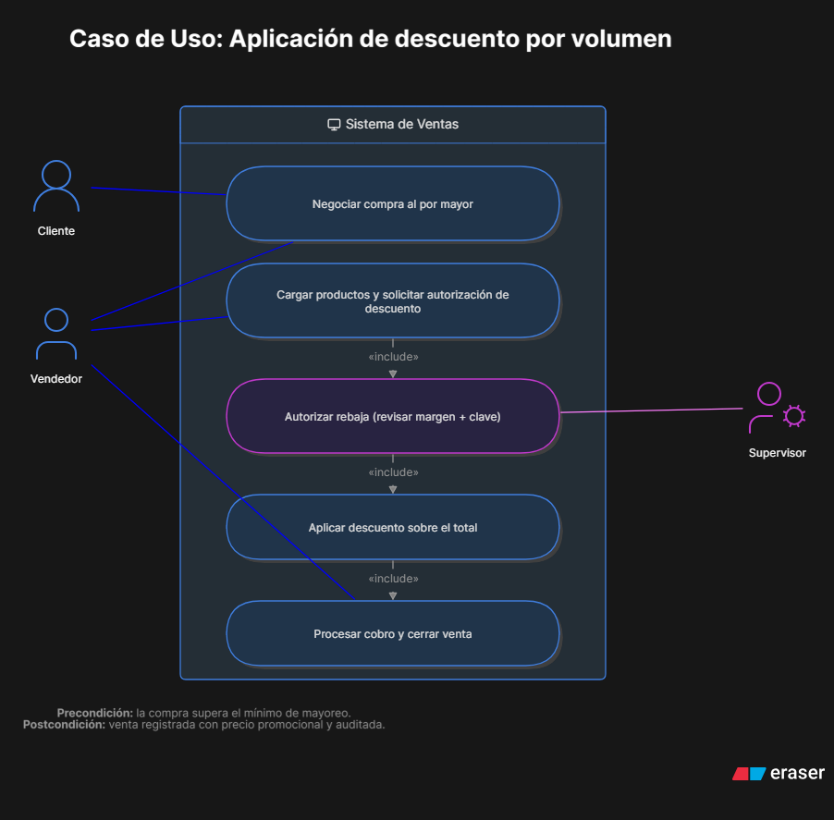 Caso de Uso: Aplicación de descuento por volumen
Sistema de Ventas
Cliente
Negociar compra al por mayor
Vendedor
Cargar productos y solicitar autorización de
descuento
«include»
Autorizar rebaja (revisar margen + clave)
Supervisor
«include»
Aplicar descuento sobre el total
«include»
Procesar cobro y cerrar venta
Precondición: la compra supera el mínimo de mayoreo.
Postcondición: venta registrada con precio promocional y auditada.
eraser